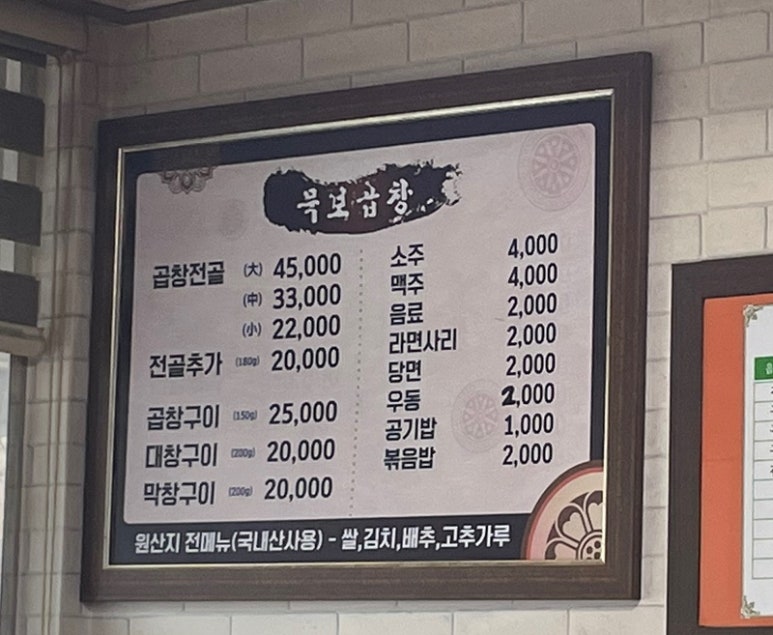 묵보곱창
곱창전골 (大) 45,000
(中) 33,000
(小) 22,000
전골추가 (180g) 20,000
곱창구이 (150g) 25,000
대창구이 (200g) 20,000
막창구이 (200g) 20,000
소주 4,000
맥주 4,000
음료 2,000
라면사리 2,000
당면 2,000
우동 2,000
공기밥 1,000
볶음밥 2,000
원산지 전메뉴(국내산사용) - 쌀,김치,배추,고추가루